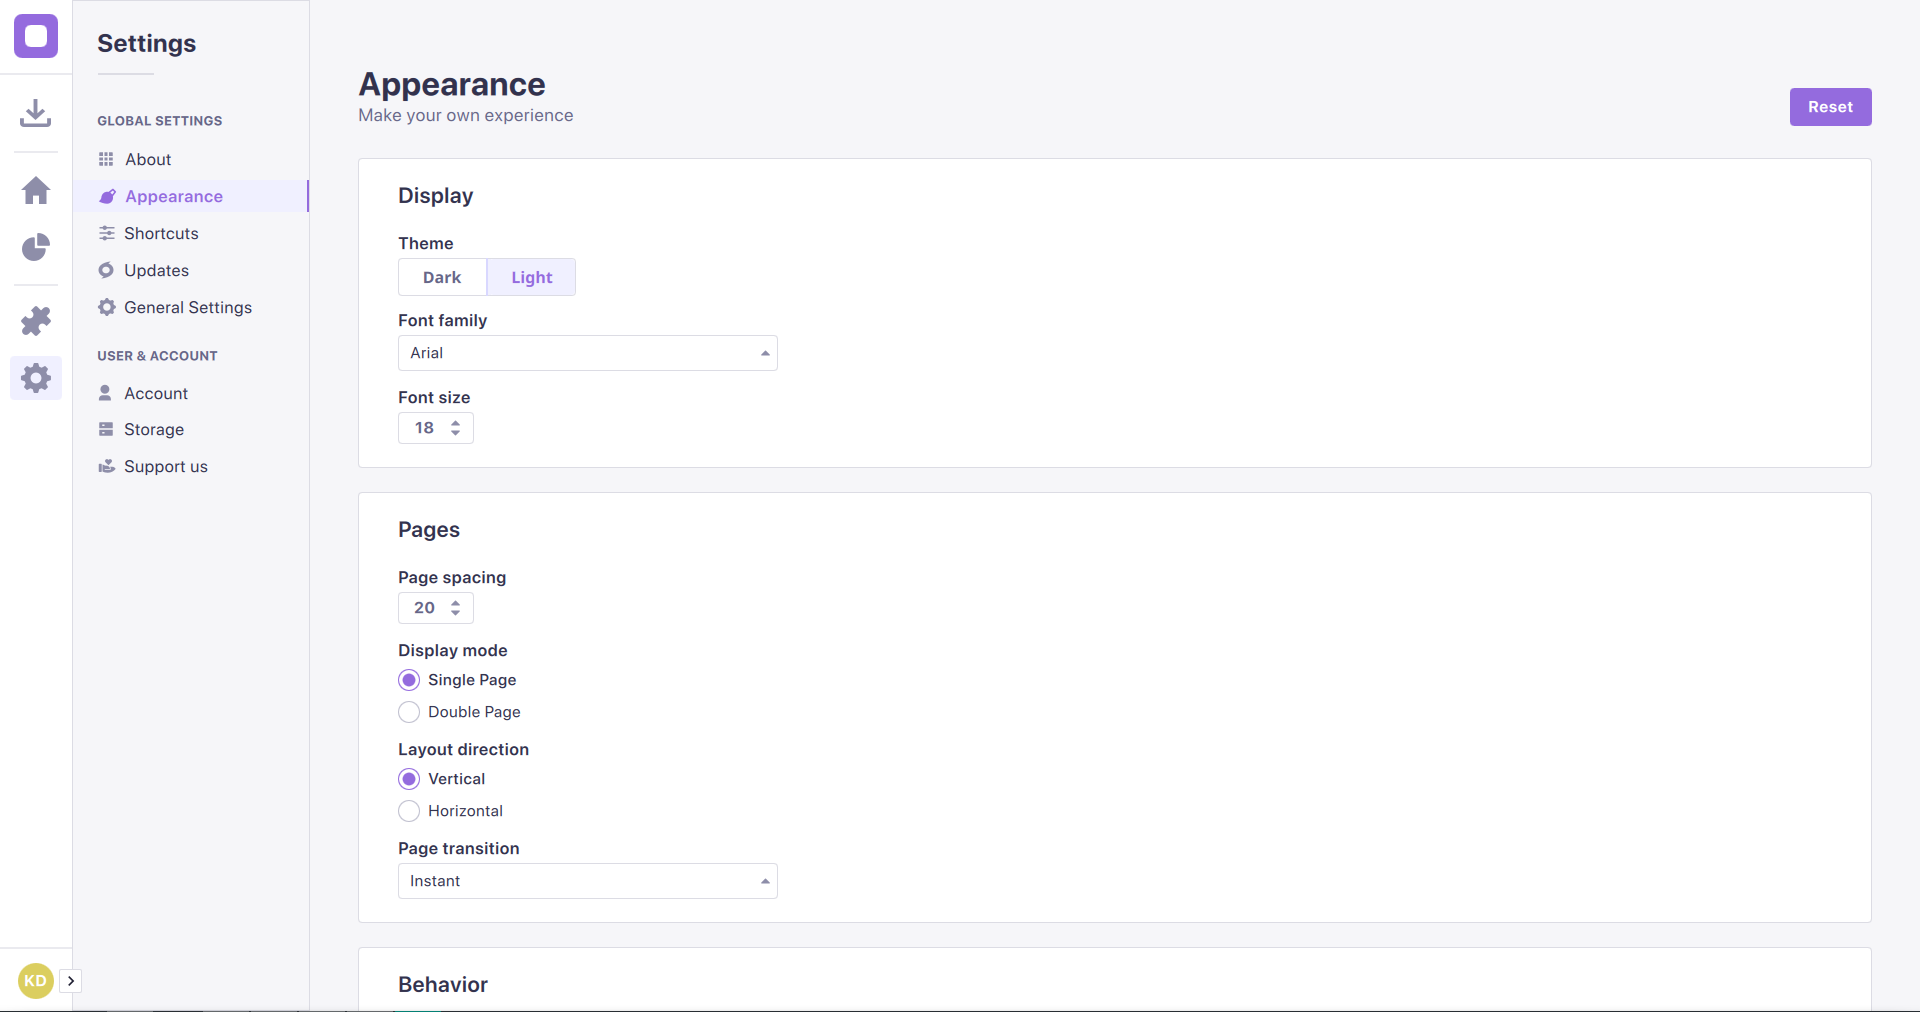 Settings
GLOBAL SETTINGS
About
Appearance
Shortcuts
Updates
General Settings
USER & ACCOUNT
Account
Storage
Support us
KD
Appearance
Make your own experience
Reset
Display
Theme
Dark Light
Font family
Arial
Font size
18
Pages
Page spacing
20
Display mode
Single Page
Double Page
Layout direction
Vertical
Horizontal
Page transition
Instant
Behavior